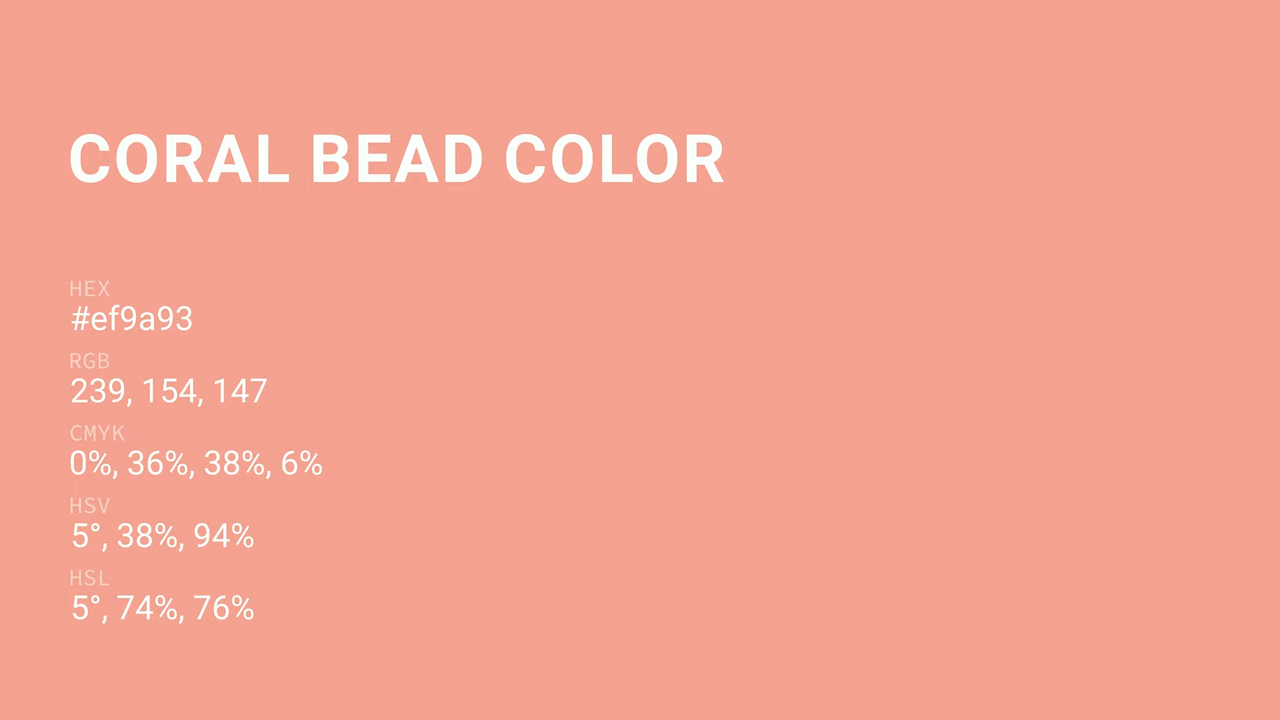 CORAL BEAD COLOR
HEX
#ef9a93
RGB
239, 154, 147
CMYK
0%, 36%, 38%, 6%
HSV
5°, 38%, 94%
HSL
5°, 74%, 76%